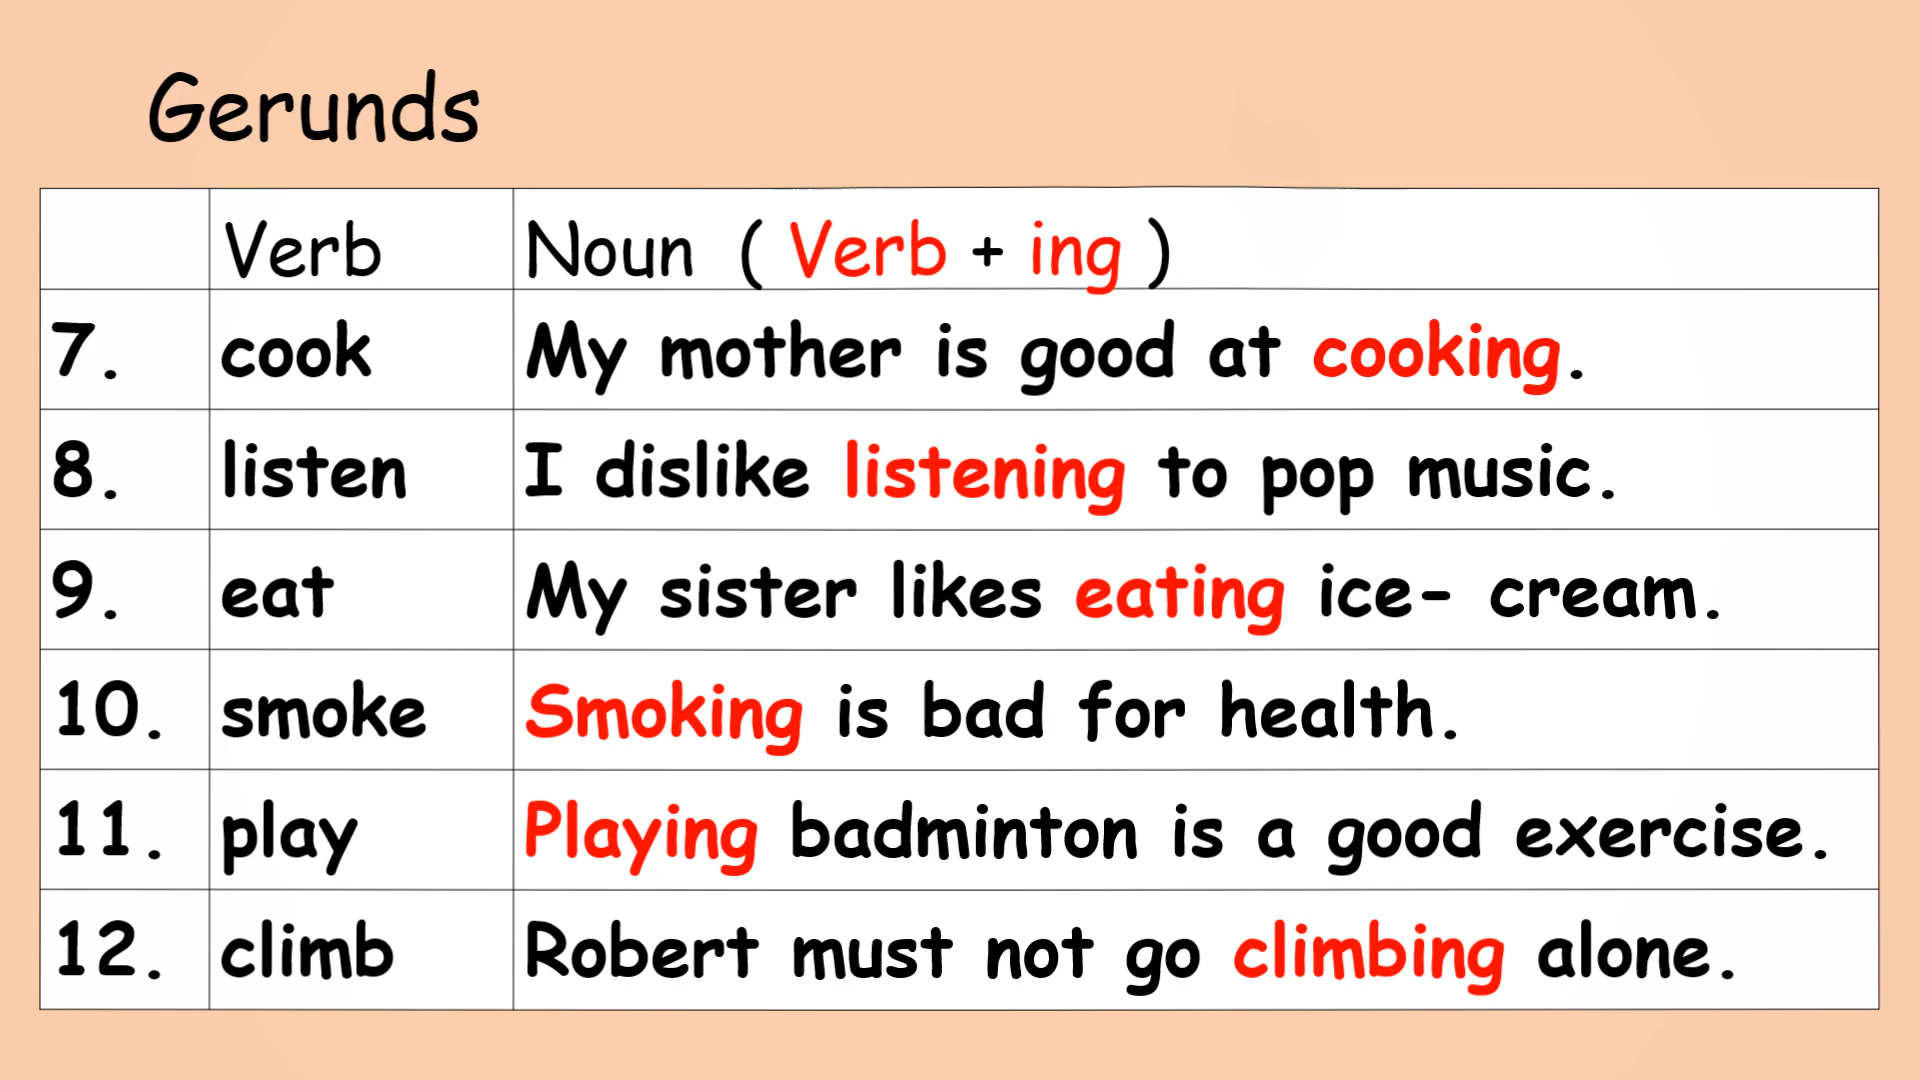 Gerunds
Verb Noun ( Verb + ing )
7. cook My mother is good at cooking.
8. listen I dislike listening to pop music.
9. eat My sister likes eating ice- cream.
10. smoke Smoking is bad for health.
11. play Playing badminton is a good exercise.
12. climb Robert must not go climbing alone.